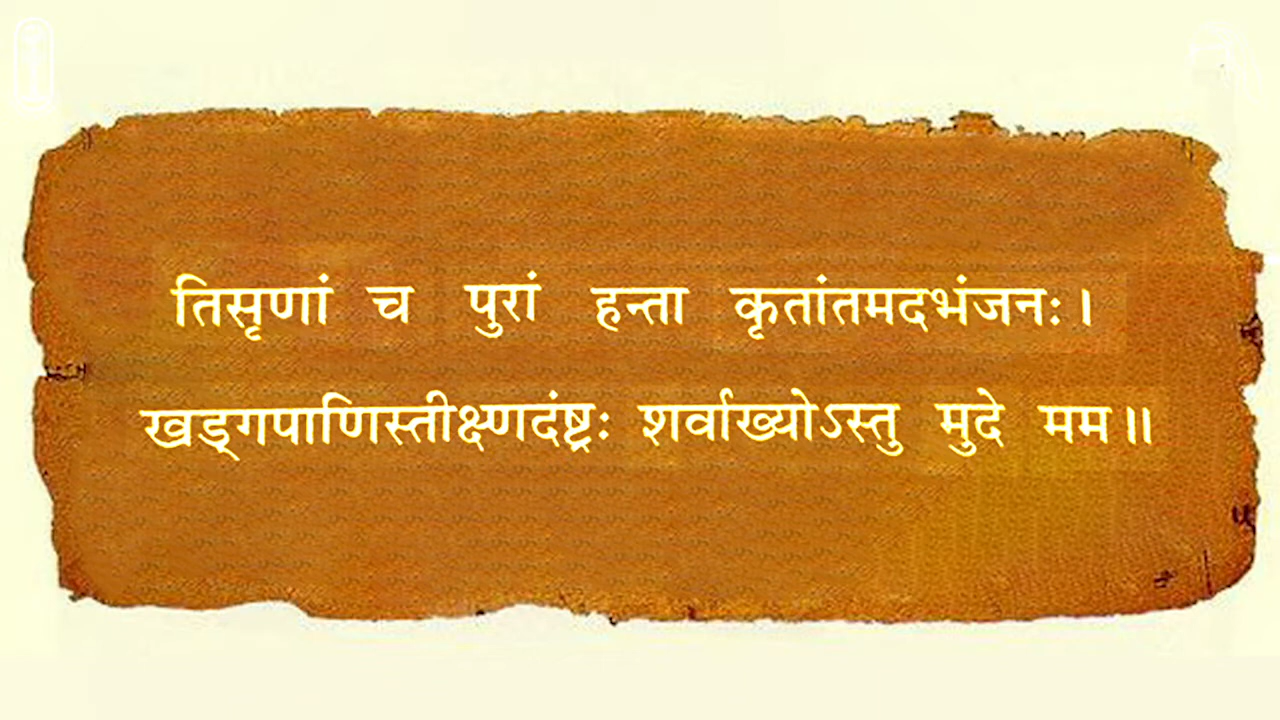 तिसृणां च पुरां हन्ता कृतांतमदभंजनः।
खड्गपाणिस्तीक्ष्णदंष्ट्रः शर्वाख्योऽस्तु मुदे मम॥